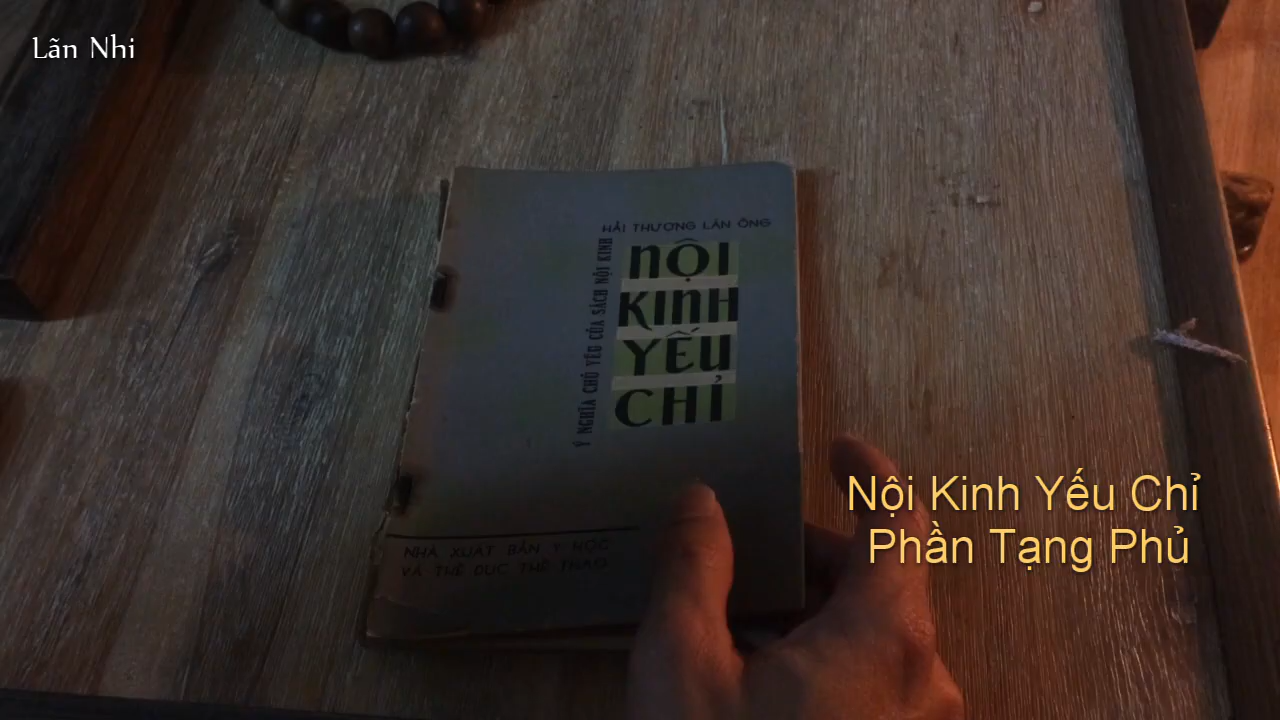 Lãn Nhi
HẢI THƯỢNG LÃN ÔNG
NỘI
KINH
YẾU
CHỈ
Ý NGHĨA CHỦ YẾU CỦA SÁCH NỘI KINH
NHÀ XUẤT BẢN Y HỌC
VÀ THỂ DỤC THỂ THAO
Nội Kinh Yếu Chỉ
Phần Tạng Phủ